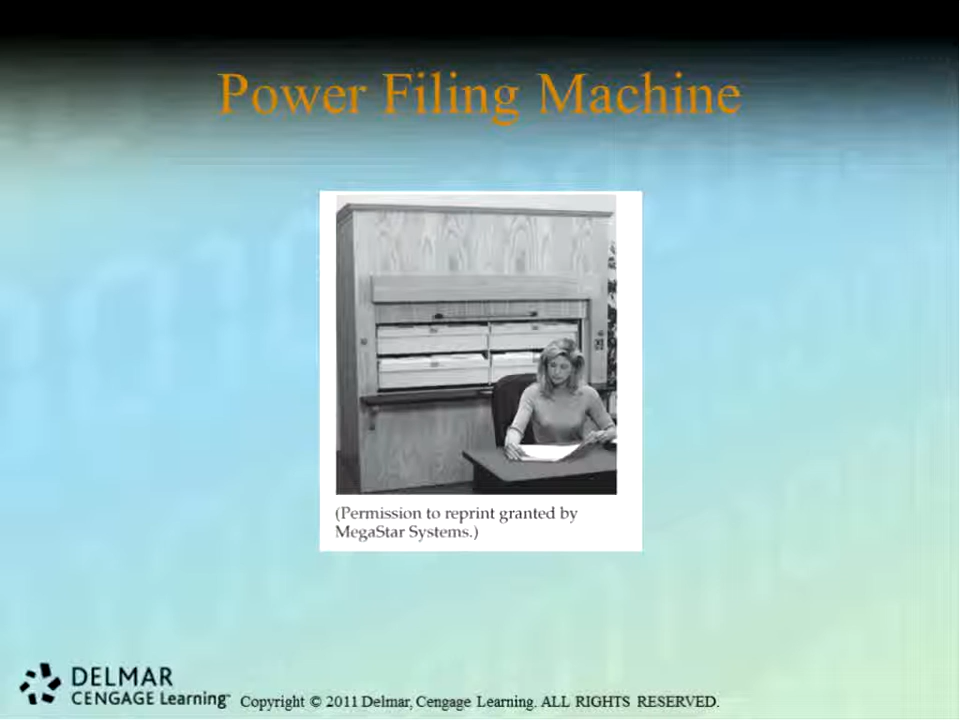 Power Filing Machine
(Permission to reprint granted by
MegaStar Systems.)
DELMAR
CENGAGE Learning™
Copyright © 2011 Delmar, Cengage Learning. ALL RIGHTS RESERVED.